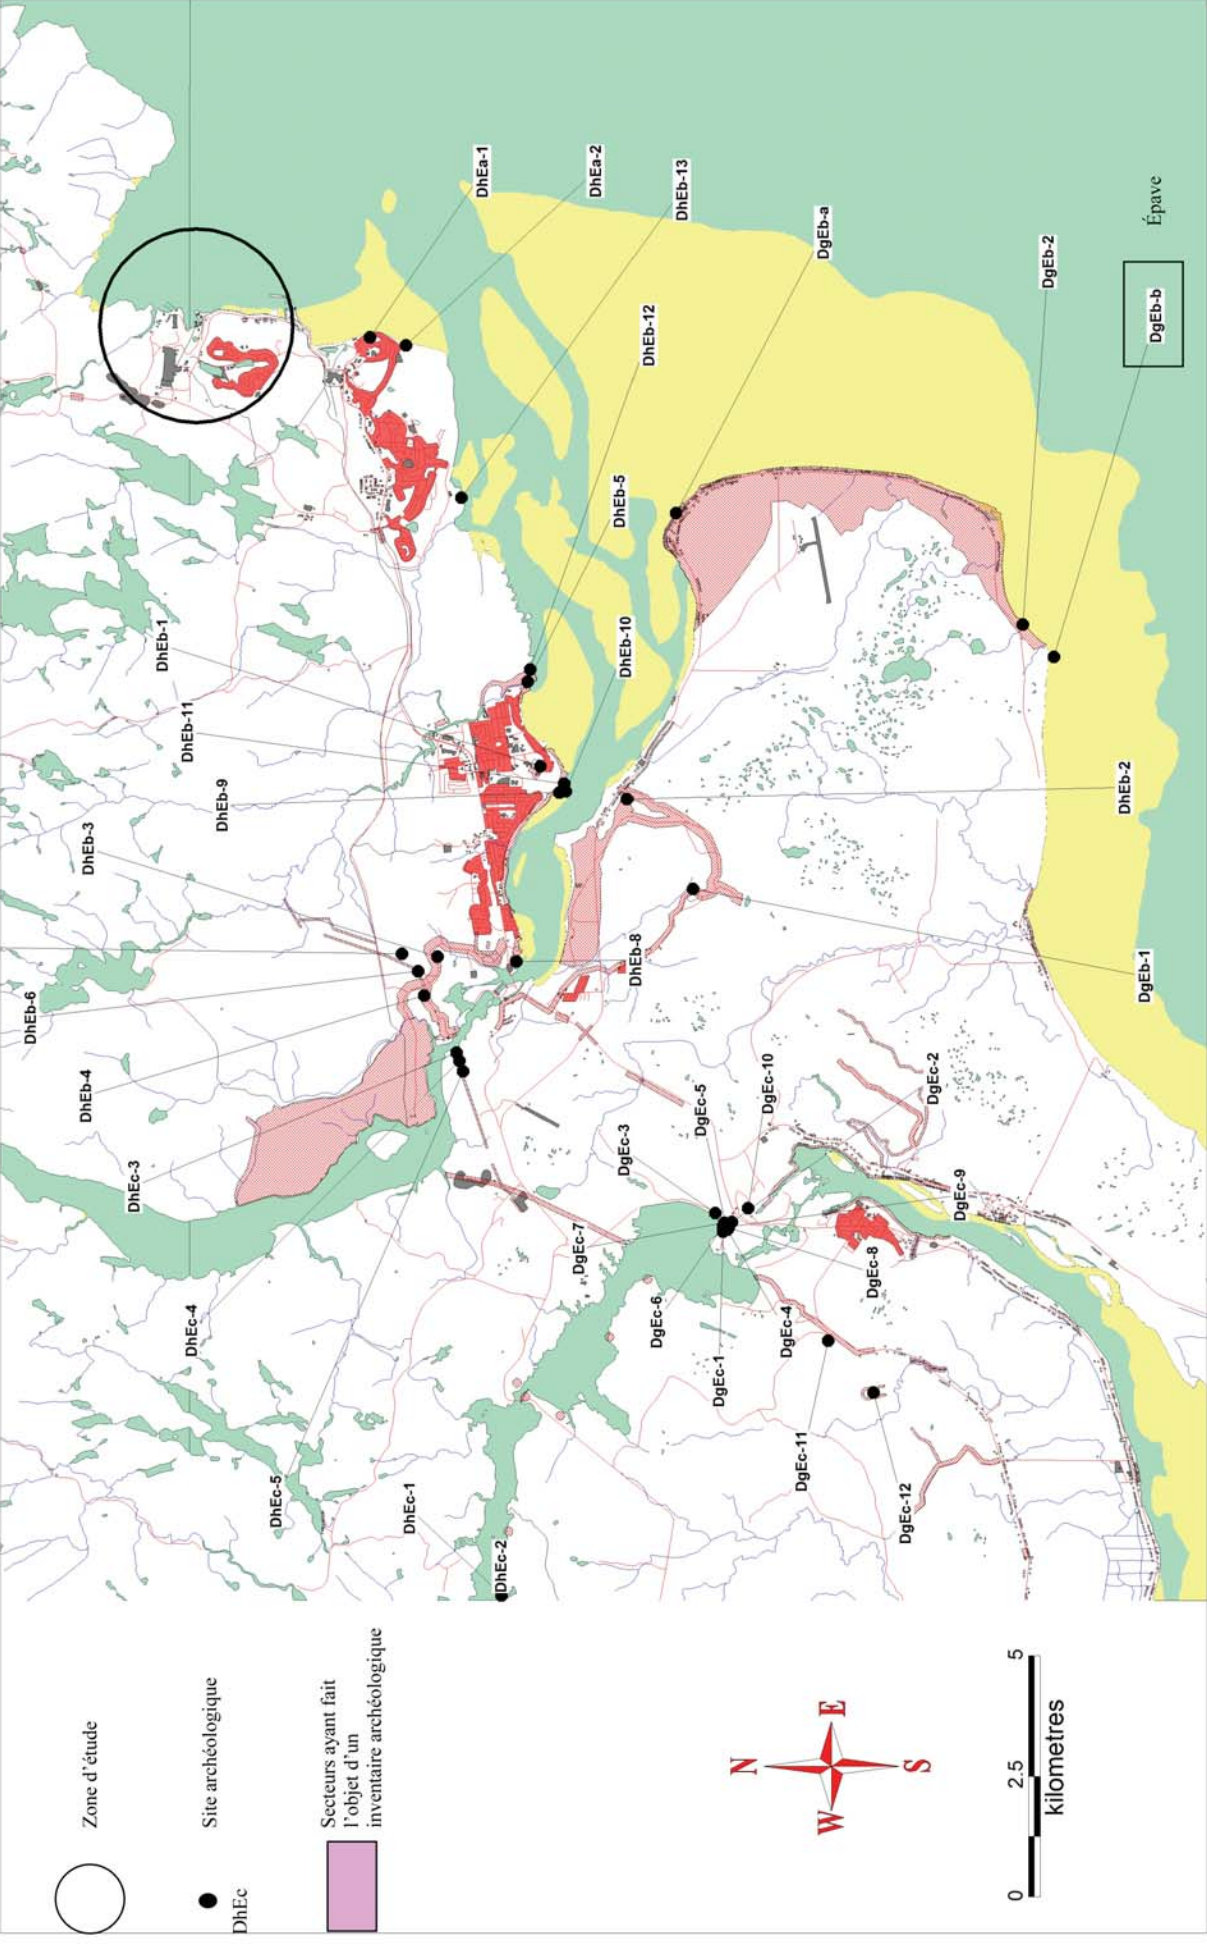 DhEa-1
DhEa-2
DhEb-13
DgEb-a
DhEb-12
DgEb-2
Épave
DgEb-b
DhEb-5
DhEb-10
DhEb-1
DhEb-11
DhEb-9
DhEb-3
DhEb-2
DhEb-8
DgEb-1
DhEb-6
DhEb-4
DhEc-3
DgEc-10
DgEc-2
DgEc-5
DgEc-3
DgEc-9
DgEc-7
DgEc-8
DhEc-4
DgEc-6
DgEc-4
DgEc-1
DgEc-11
DhEc-5
DhEc-1
DhEc-2
DgEc-12
Zone d'étude
DhEc
Site archéologique
Secteurs ayant fait
l'objet d'un
inventaire archéologique
N
W
E
S
0
2.5
5
kilometres